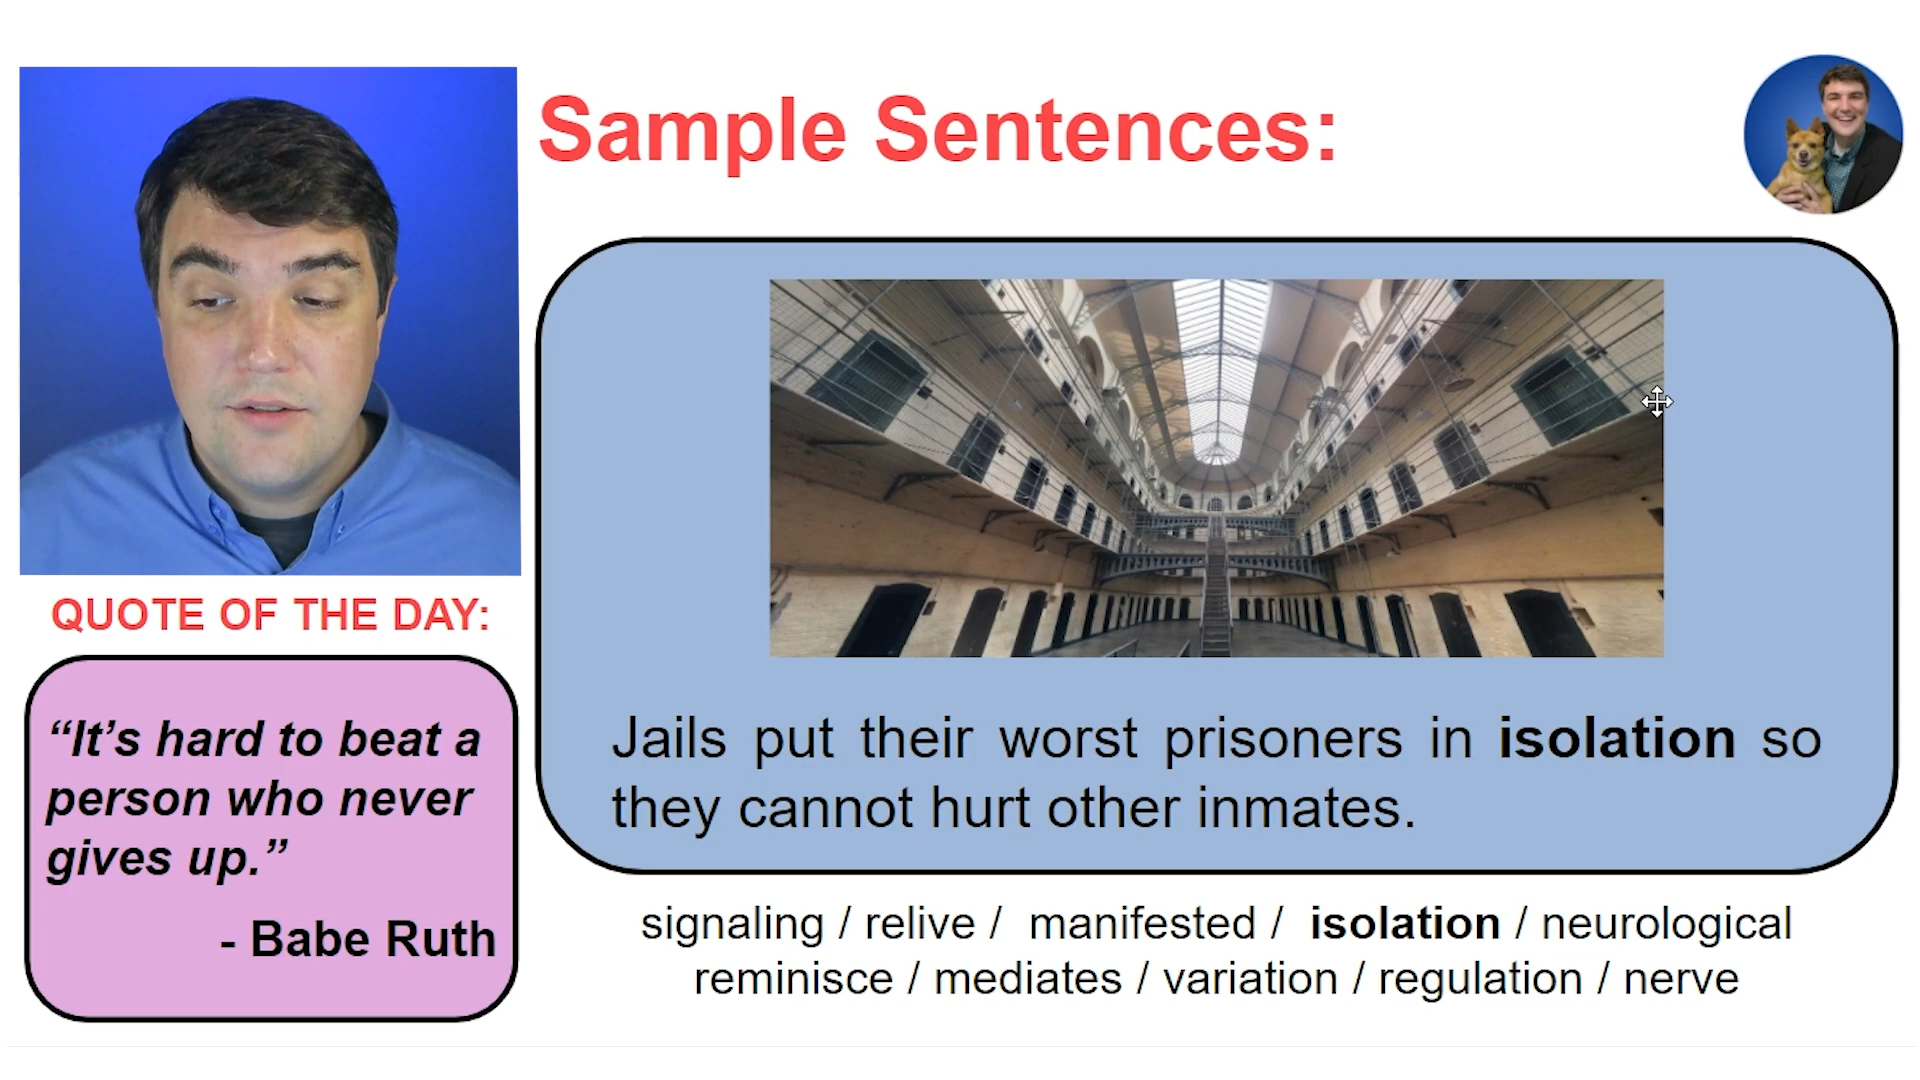 Sample Sentences:
QUOTE OF THE DAY:
“It’s hard to beat a
person who never
gives up.”
- Babe Ruth
Jails put their worst prisoners in isolation so
they cannot hurt other inmates.
signaling / relive / manifested / isolation / neurological
reminisce / mediates / variation / regulation / nerve